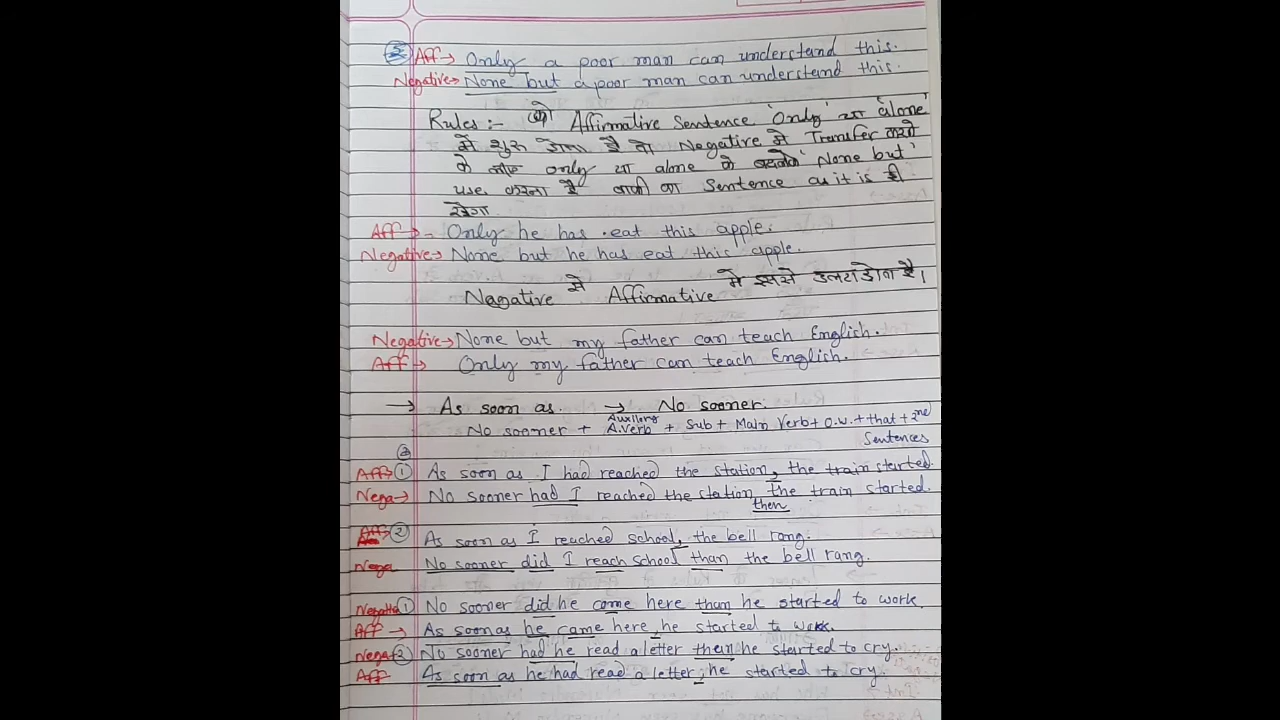 (5) Aff → Only a poor man can understand this.
Negative → None but a poor man can understand this.
Rules :- Affirmative Sentence 'Only' या 'alone'
से शुरू होता है तो Negative मे Transfer करने
के only या alone के 'None but'
use करना है बाकी का Sentence as it is ही
रहेगा
Aff → Only he has eat this apple.
Negative → None but he has eat this apple.
Negative से Affirmative मे इससे उलटा होता है।
Negative → None but my father can teach English.
Aff → Only my father can teach English.
→ As soon as. → No sooner.
Auxilary
No sooner + A.Verb + Sub + Main Verb + O.W. + that + 2nd
Sentences
Aff → (1) As soon as I had reached the station, the train started.
Nega → No sooner had I reached the station the train started.
then
Aff → (2) As soon as I reached school, the bell rang.
Nega No sooner did I reach school than the bell rang.
(1) No sooner did he come here than he started to work.
Aff → As soon as he came here, he started to work.
Negat (2) No sooner had he read a letter then he started to cry.
Aff As soon as he had read a letter, he started to cry.